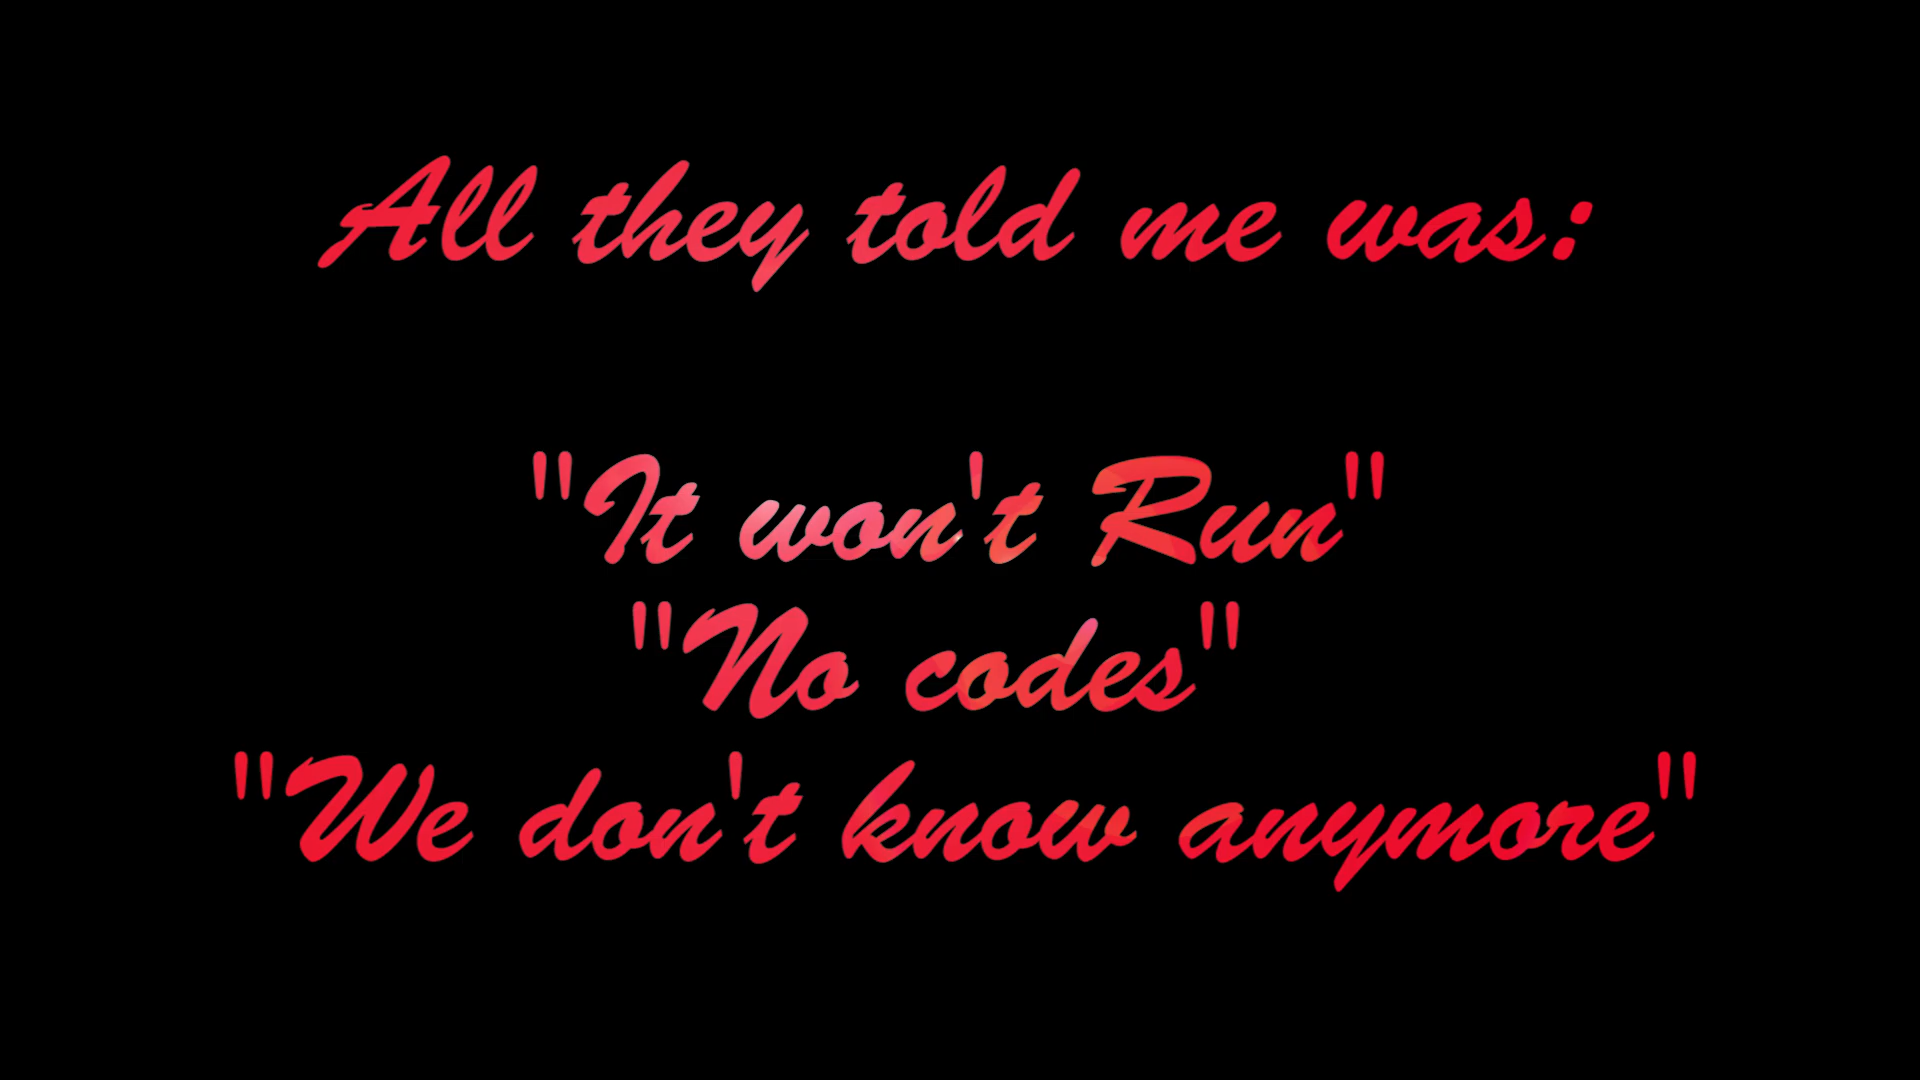 All they told me was:
"It won't Run"
"No codes"
"We don't know anymore"